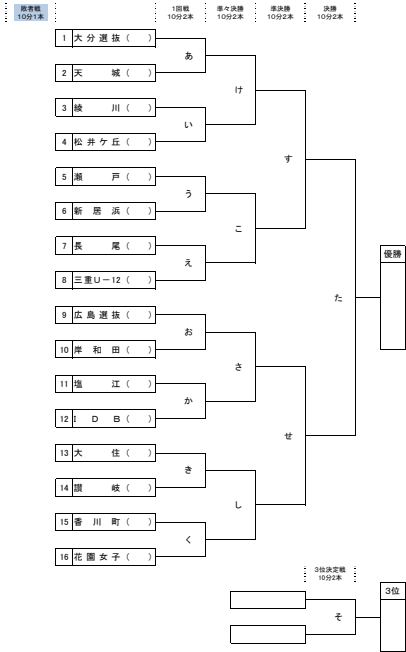 敗者戦
10分1本
1回戦
10分2本
準々決勝
10分2本
準決勝
10分2本
決勝
10分2本
1 大分選抜（　　）
2 天　　城（　　）
3 綾　　川（　　）
4 松井ケ丘（　　）
5 瀬　　戸（　　）
6 新居浜（　　）
7 長　　尾（　　）
8 三重U－12（　　）
9 広島選抜（　　）
10 岸和田（　　）
11 塩　　江（　　）
12 I D B（　　）
13 大　　住（　　）
14 讃　　岐（　　）
15 香川町（　　）
16 花園女子（　　）
あ
い
う
え
お
か
き
く
け
こ
さ
し
す
せ
た
優勝
3位決定戦
10分2本
そ
3位